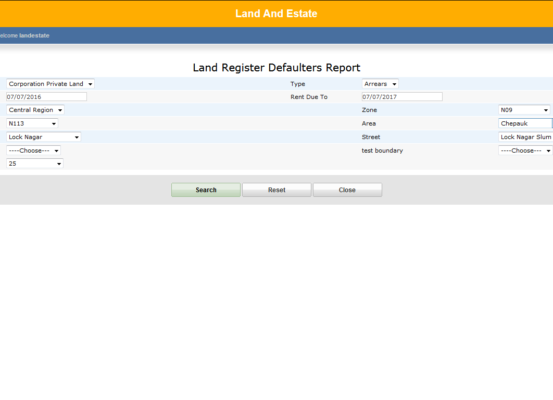 Land And Estate
elcome landestate
Land Register Defaulters Report
Corporation Private Land Type Arrears
07/07/2016 Rent Due To 07/07/2017
Central Region Zone N09
N113 Area Chepauk
Lock Nagar Street Lock Nagar Slum
----Choose--- test boundary ----Choose---
25
Search Reset Close